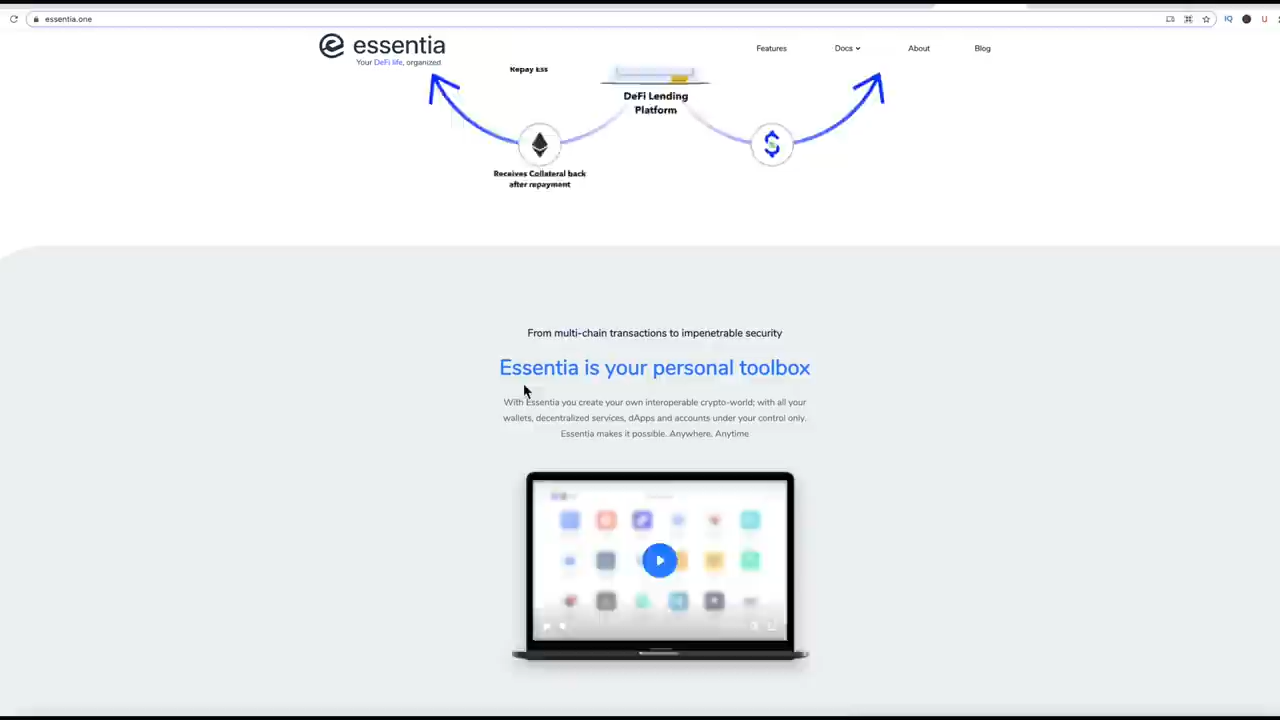 essentia.one
essentia
Your DeFi life, organized
Features
Docs
About
Blog
Repay Ess
DeFi Lending
Platform
Receives Collateral back
after repayment
From multi-chain transactions to impenetrable security
Essentia is your personal toolbox
With Essentia you create your own interoperable crypto-world; with all your
wallets, decentralized services, dApps and accounts under your control only.
Essentia makes it possible. Anywhere. Anytime